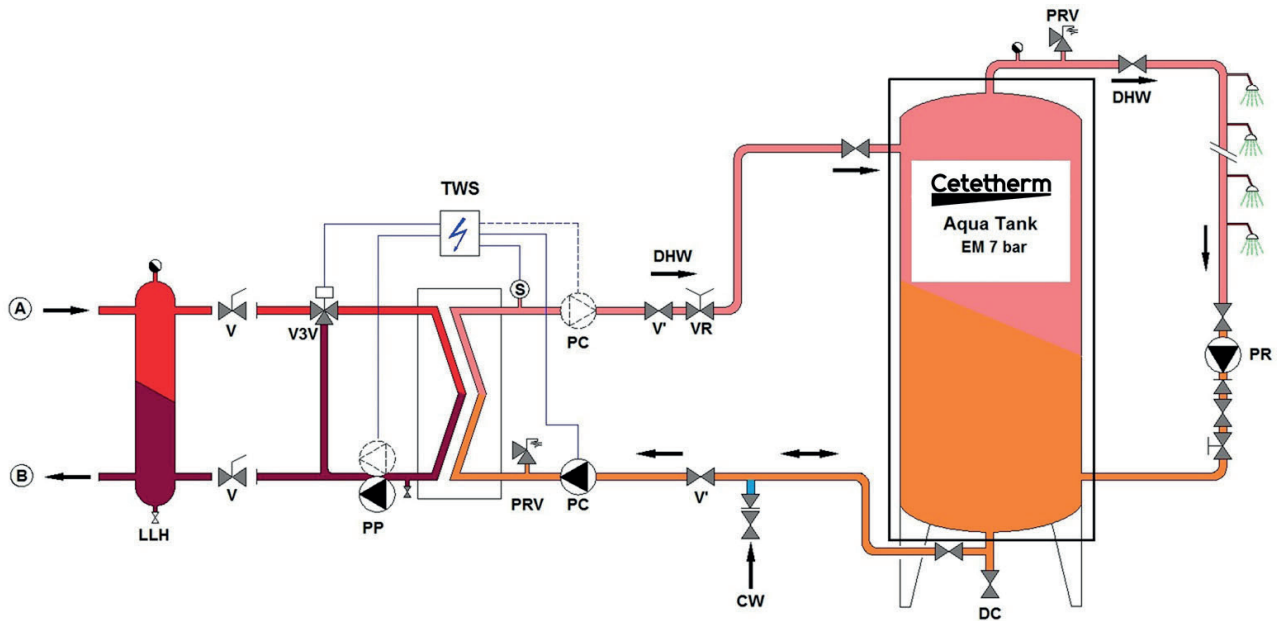 PRV
DHW
Cetetherm
Aqua Tank
EM 7 bar
TWS
DHW
S
A
V
V3V
PC
V'
VR
PR
B
V
LLH
PP
PRV
PC
V'
CW
DC